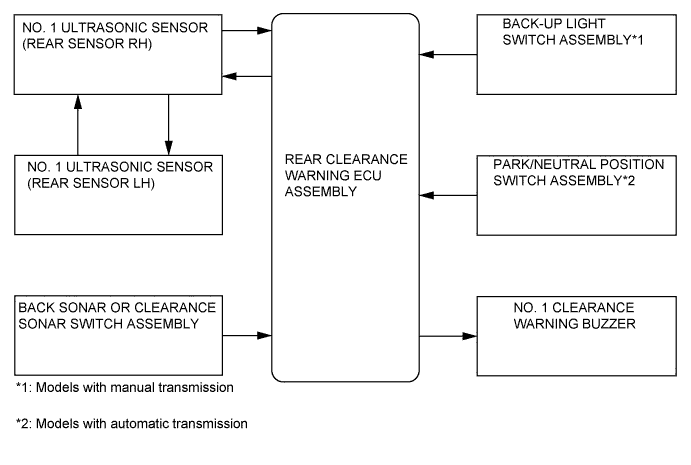 NO. 1 ULTRASONIC SENSOR
(REAR SENSOR RH)
NO. 1 ULTRASONIC SENSOR
(REAR SENSOR LH)
BACK SONAR OR CLEARANCE
SONAR SWITCH ASSEMBLY
REAR CLEARANCE
WARNING ECU
ASSEMBLY
BACK-UP LIGHT
SWITCH ASSEMBLY*1
PARK/NEUTRAL POSITION
SWITCH ASSEMBLY*2
NO. 1 CLEARANCE
WARNING BUZZER
*1: Models with manual transmission
*2: Models with automatic transmission